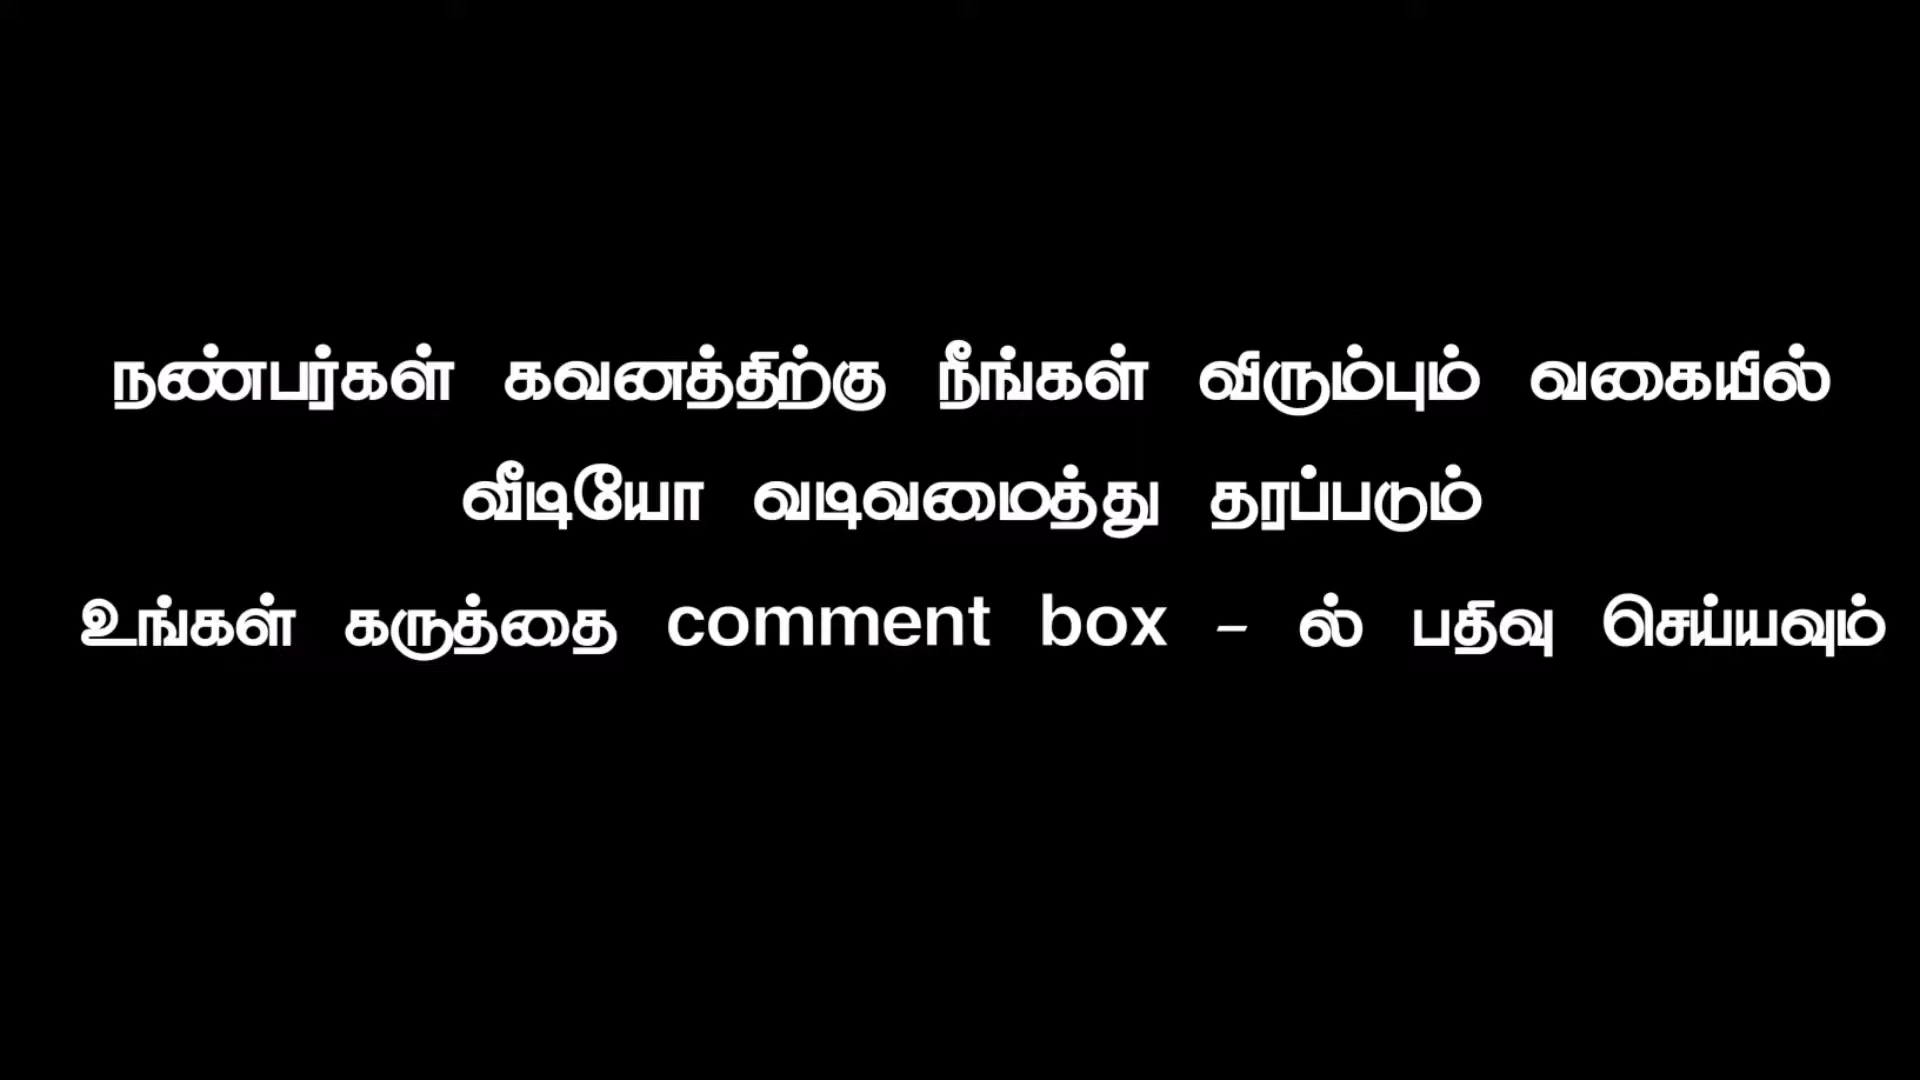 நண்பர்கள் கவனத்திற்கு நீங்கள் விரும்பும் வகையில்
வீடியோ வடிவமைத்து தரப்படும்
உங்கள் கருத்தை comment box - ல் பதிவு செய்யவும்